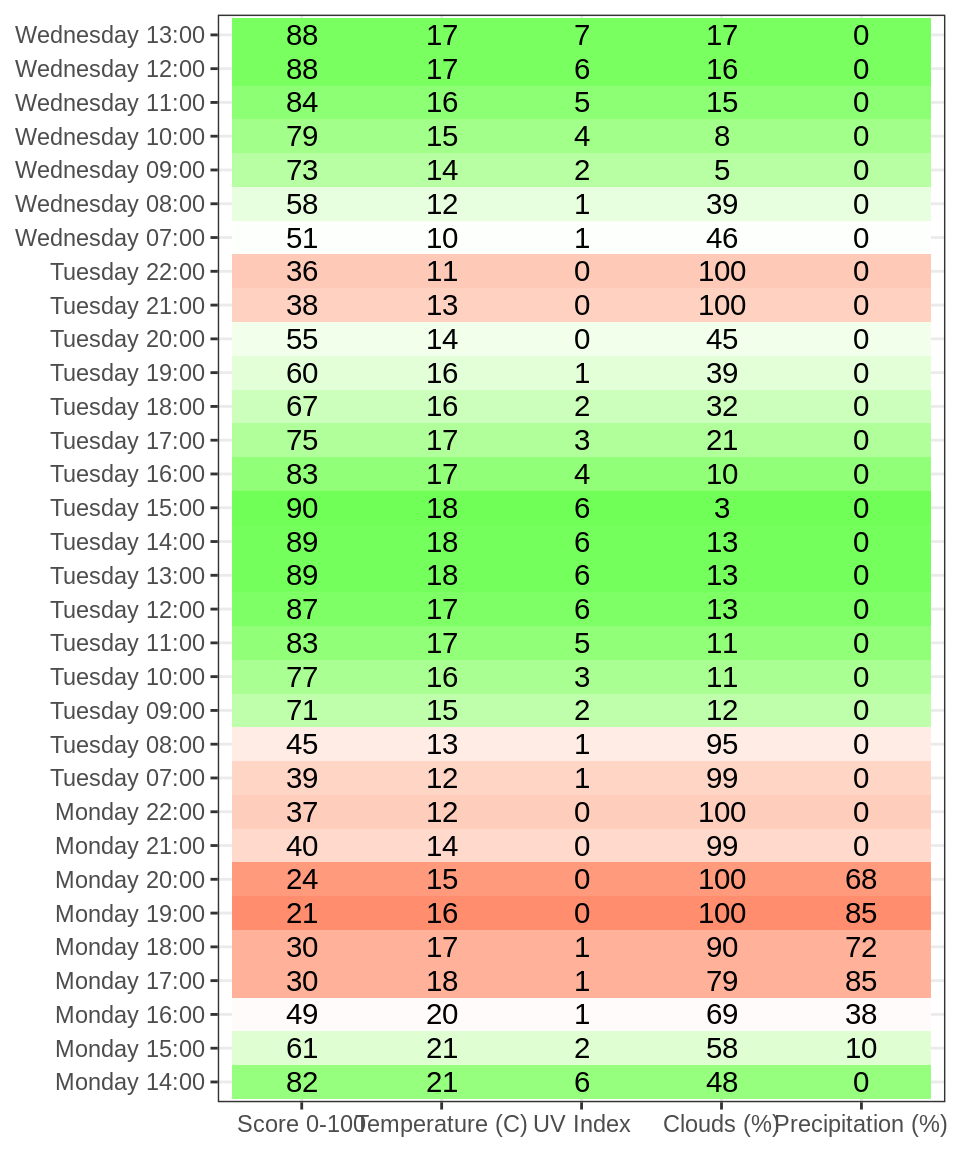 Wednesday 13:00 88 17 7 17 0
Wednesday 12:00 88 17 6 16 0
Wednesday 11:00 84 16 5 15 0
Wednesday 10:00 79 15 4 8 0
Wednesday 09:00 73 14 2 5 0
Wednesday 08:00 58 12 1 39 0
Wednesday 07:00 51 10 1 46 0
Tuesday 22:00 36 11 0 100 0
Tuesday 21:00 38 13 0 100 0
Tuesday 20:00 55 14 0 45 0
Tuesday 19:00 60 16 1 39 0
Tuesday 18:00 67 16 2 32 0
Tuesday 17:00 75 17 3 21 0
Tuesday 16:00 83 17 4 10 0
Tuesday 15:00 90 18 6 3 0
Tuesday 14:00 89 18 6 13 0
Tuesday 13:00 89 18 6 13 0
Tuesday 12:00 87 17 6 13 0
Tuesday 11:00 83 17 5 11 0
Tuesday 10:00 77 16 3 11 0
Tuesday 09:00 71 15 2 12 0
Tuesday 08:00 45 13 1 95 0
Tuesday 07:00 39 12 1 99 0
Monday 22:00 37 12 0 100 0
Monday 21:00 40 14 0 99 0
Monday 20:00 24 15 0 100 68
Monday 19:00 21 16 0 100 85
Monday 18:00 30 17 1 90 72
Monday 17:00 30 18 1 79 85
Monday 16:00 49 20 1 69 38
Monday 15:00 61 21 2 58 10
Monday 14:00 82 21 6 48 0
Score 0-100 Temperature (C) UV Index Clouds (%) Precipitation (%)